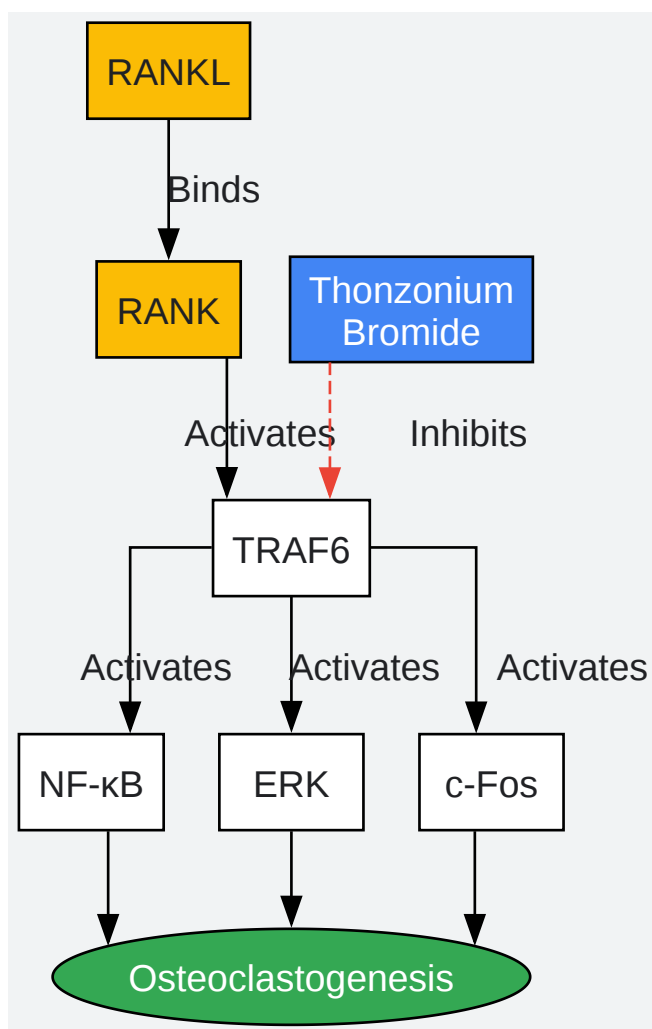 RANKL
Binds
RANK
Thonzonium
Bromide
Activates
Inhibits
TRAF6
Activates
Activates
Activates
NF-κB
ERK
c-Fos
Osteoclastogenesis